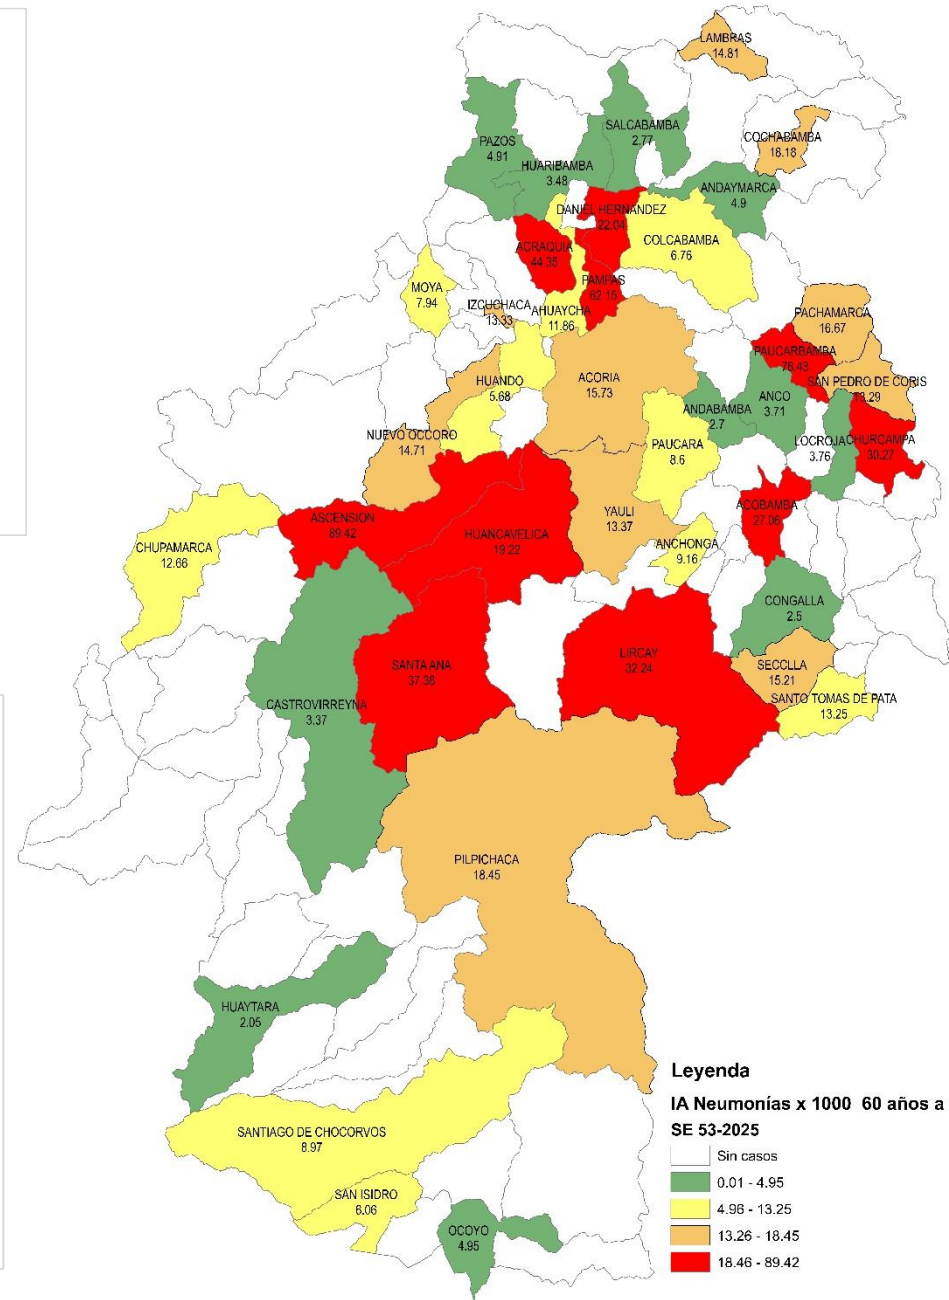 LAMBRAS
14.81
SALCABAMBA
2.77
COCHABAMBA
18.18
PAZOS
4.91
HUARIBAMBA
3.48
ANDAYMARCA
4.9
DANIEL HERNANDEZ
22.04
COLCABAMBA
6.76
ACRAQUIA
44.35
PAMPAS
62.15
MOYA
7.94
IZCUCHACA
13.33
AHUAYCHA
11.86
PACHAMARCA
16.67
PAUCARBAMBA
76.43
SAN PEDRO DE CORIS
13.29
HUANDO
5.68
ACORIA
15.73
ANCO
3.71
ANDABAMBA
2.7
NUEVO OCCORO
14.71
PAUCARA
8.6
LOCROJA
3.76
CHURCAMPA
30.27
ASCENSION
89.42
YAULI
13.37
ACOBAMBA
27.06
HUANCAVELICA
19.22
CHUPAMARCA
12.66
ANCHONGA
9.16
CONGALLA
2.5
LIRCAY
32.24
SANTA ANA
37.38
SECCLLA
15.21
CASTROVIRREYNA
3.37
SANTO TOMAS DE PATA
13.25
PILPICHACA
18.45
HUAYTARA
2.05
SANTIAGO DE CHOCORVOS
8.97
SAN ISIDRO
6.06
OCOYO
4.95
Leyenda
IA Neumonías x 1000 60 años a
SE 53-2025
Sin casos
0.01 - 4.95
4.96 - 13.25
13.26 - 18.45
18.46 - 89.42